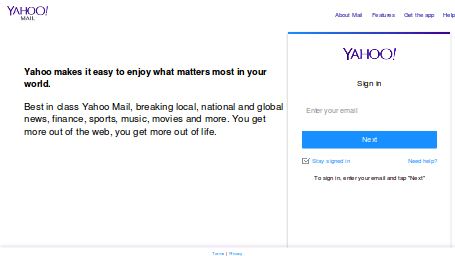 YAHOO!
MAIL
About Mail Features Get the app Help
Yahoo makes it easy to enjoy what matters most in your
world.
Best in class Yahoo Mail, breaking local, national and global
news, finance, sports, music, movies and more. You get
more out of the web, you get more out of life.
YAHOO!
Sign in
Enter your email
Next
Stay signed in Need help?
To sign in, enter your email and tap "Next"
Terms | Privacy